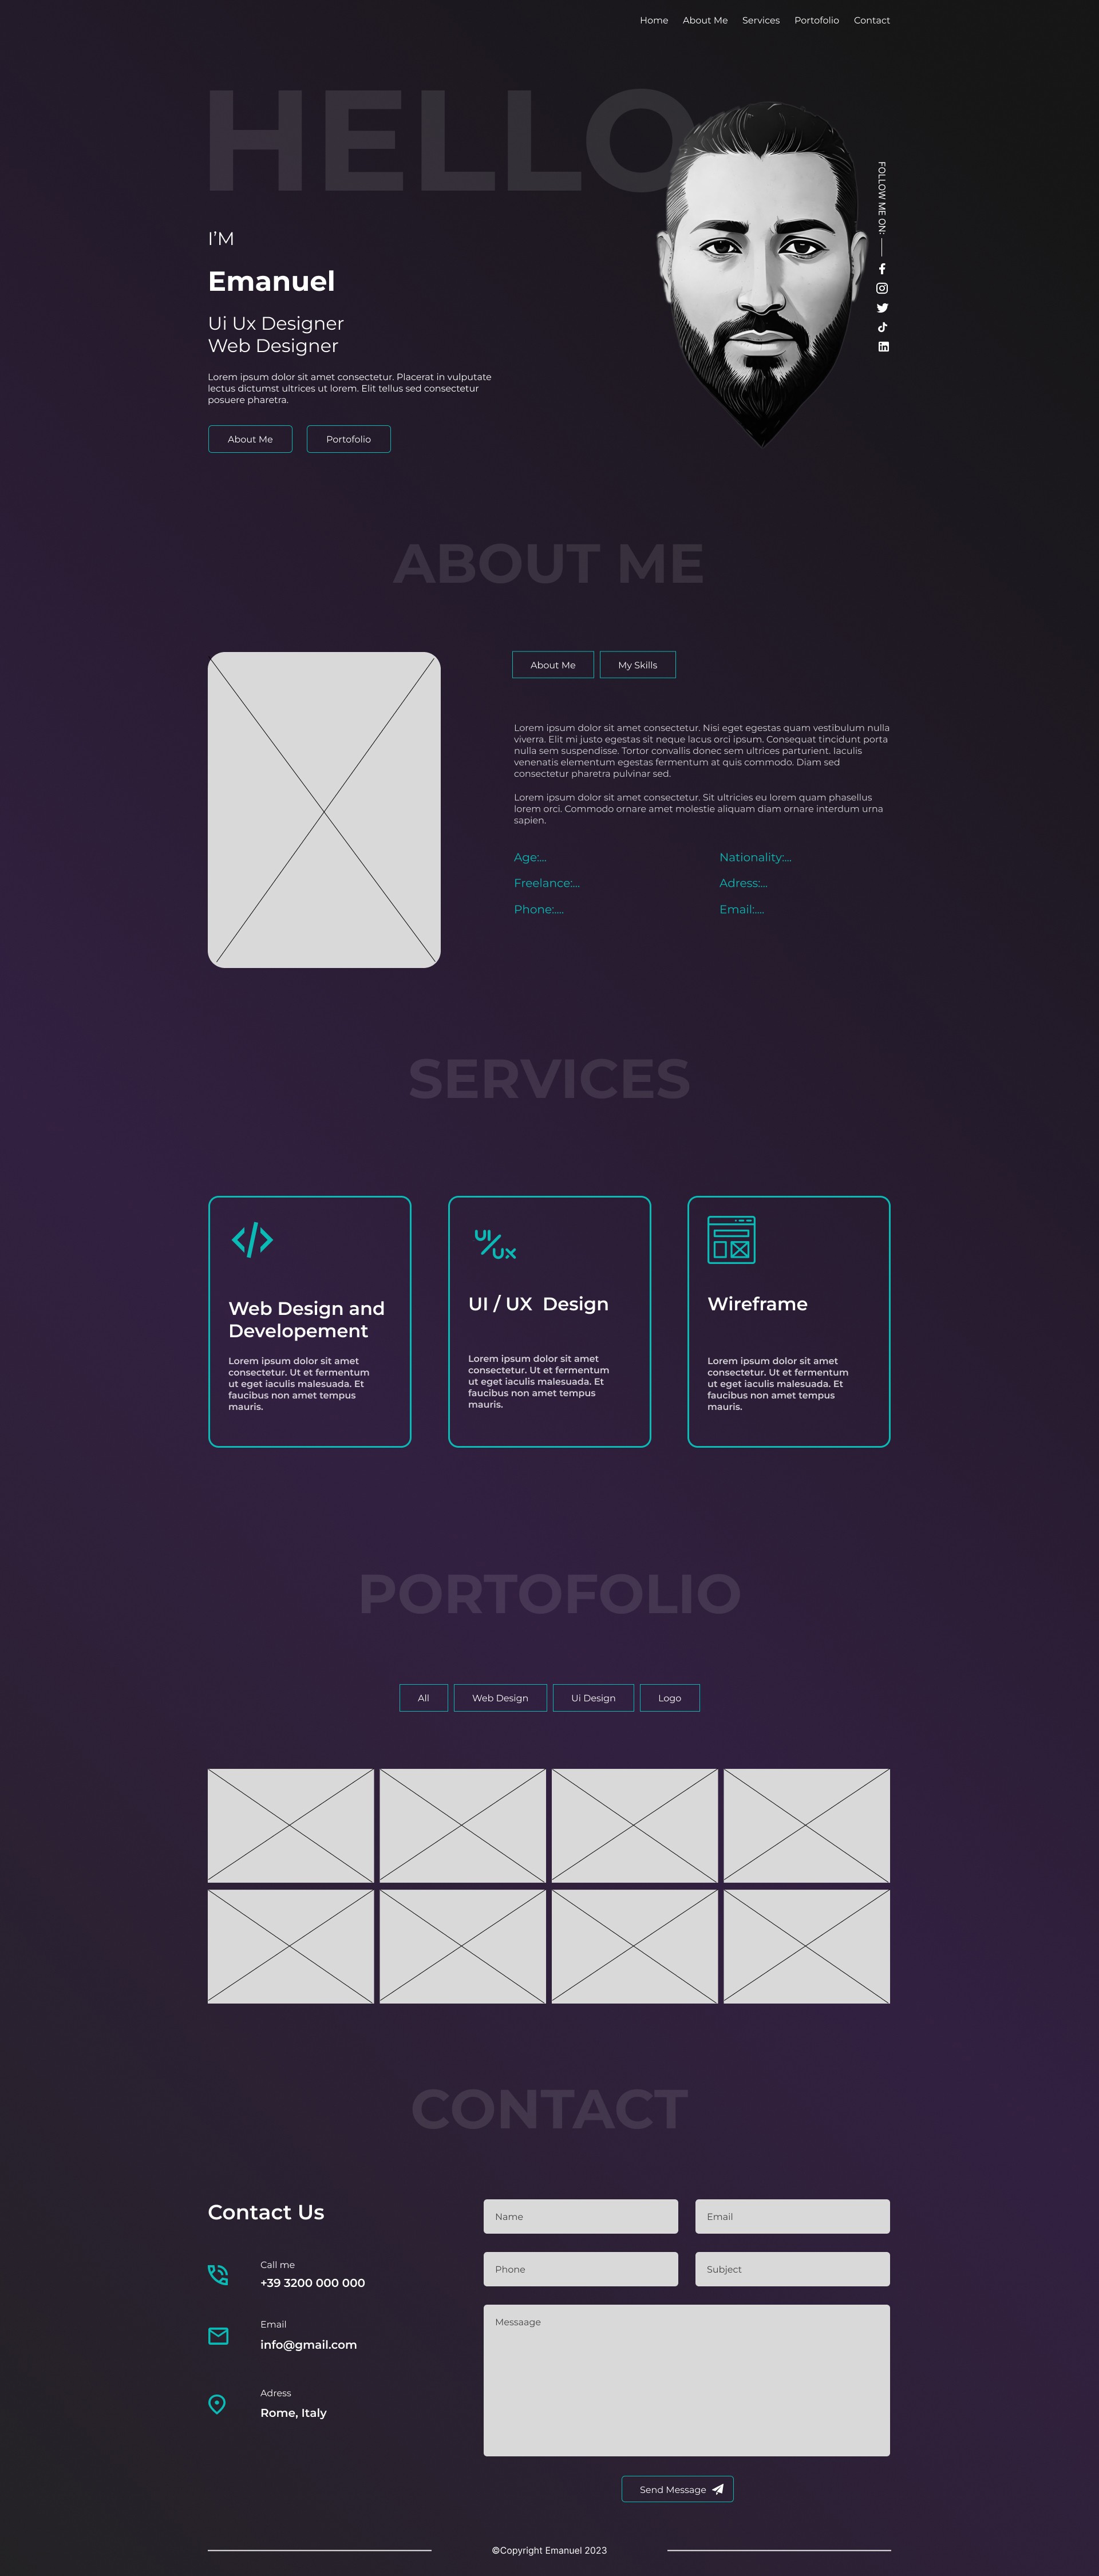 Home About Me Services Portofolio Contact
HELLO
FOLLOW ME ON:
I'M
Emanuel
Ui Ux Designer
Web Designer
Lorem ipsum dolor sit amet consectetur. Placerat in vulputate
lectus dictumst ultrices ut lorem. Elit tellus sed consectetur
posuere pharetra.
About Me Portofolio
ABOUT ME
About Me My Skills
Lorem ipsum dolor sit amet consectetur. Nisi eget egestas quam vestibulum nulla
viverra. Elit mi justo egestas sit neque lacus orci ipsum. Consequat tincidunt porta
nulla sem suspendisse. Tortor convallis donec sem ultrices parturient. Iaculis
venenatis elementum egestas fermentum at quis commodo. Diam sed
consectetur pharetra pulvinar sed.
Lorem ipsum dolor sit amet consectetur. Sit ultricies eu lorem quam phasellus
lorem orci. Commodo ornare amet molestie aliquam diam ornare interdum urna
sapien.
Age:... Nationality:...
Freelance:... Adress:...
Phone:.... Email:....
SERVICES
Web Design and
Developement
Lorem ipsum dolor sit amet
consectetur. Ut et fermentum
ut eget iaculis malesuada. Et
faucibus non amet tempus
mauris.
UI/UX
UI / UX Design
Lorem ipsum dolor sit amet
consectetur. Ut et fermentum
ut eget iaculis malesuada. Et
faucibus non amet tempus
mauris.
Wireframe
Lorem ipsum dolor sit amet
consectetur. Ut et fermentum
ut eget iaculis malesuada. Et
faucibus non amet tempus
mauris.
PORTOFOLIO
All Web Design Ui Design Logo
CONTACT
Contact Us
Call me
+39 3200 000 000
Email
info@gmail.com
Adress
Rome, Italy
Name Email
Phone Subject
Messaage
Send Message
©Copyright Emanuel 2023